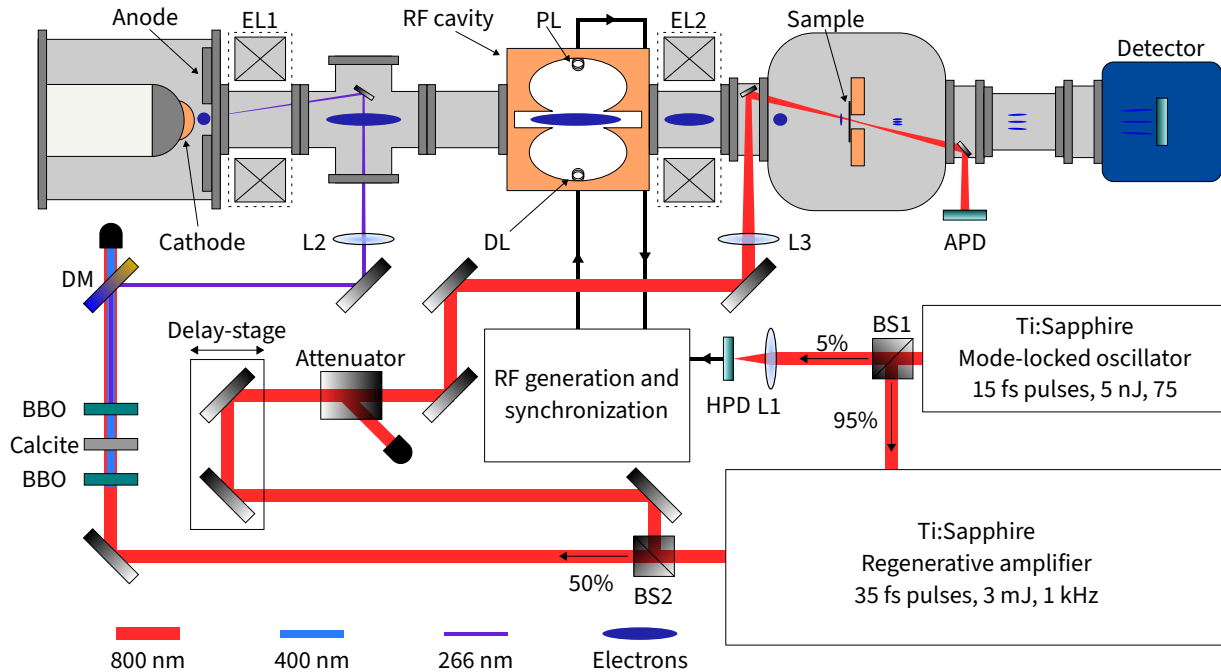 Anode
EL1
RF cavity
PL
EL2
Sample
Detector
Cathode
L2
DL
L3
APD
DM
Delay-stage
Attenuator
RF generation and
synchronization
HPD
L1
5%
BS1
95%
Ti:Sapphire
Mode-locked oscillator
15 fs pulses, 5 nJ, 75
BBO
Calcite
BBO
Ti:Sapphire
Regenerative amplifier
35 fs pulses, 3 mJ, 1 kHz
50%
BS2
800 nm
400 nm
266 nm
Electrons